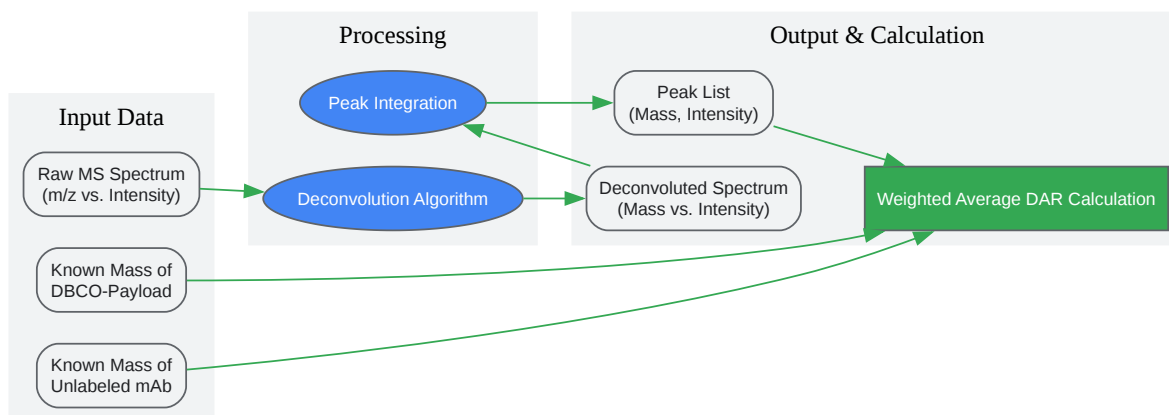 Processing
Output & Calculation
Input Data
Peak Integration
Peak List
(Mass, Intensity)
Raw MS Spectrum
(m/z vs. Intensity)
Deconvolution Algorithm
Deconvoluted Spectrum
(Mass vs. Intensity)
Weighted Average DAR Calculation
Known Mass of
DBCO-Payload
Known Mass of
Unlabeled mAb